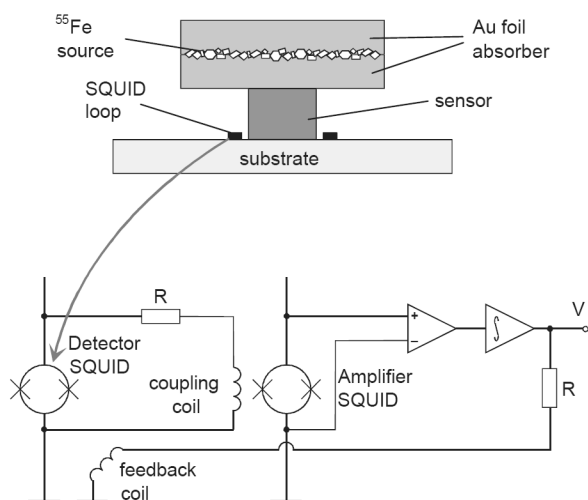 ⁵⁵Fe
source
Au foil
absorber
SQUID
loop
sensor
substrate
R
Detector
SQUID
coupling
coil
+
−
∫
V
Amplifier
SQUID
R
feedback
coil